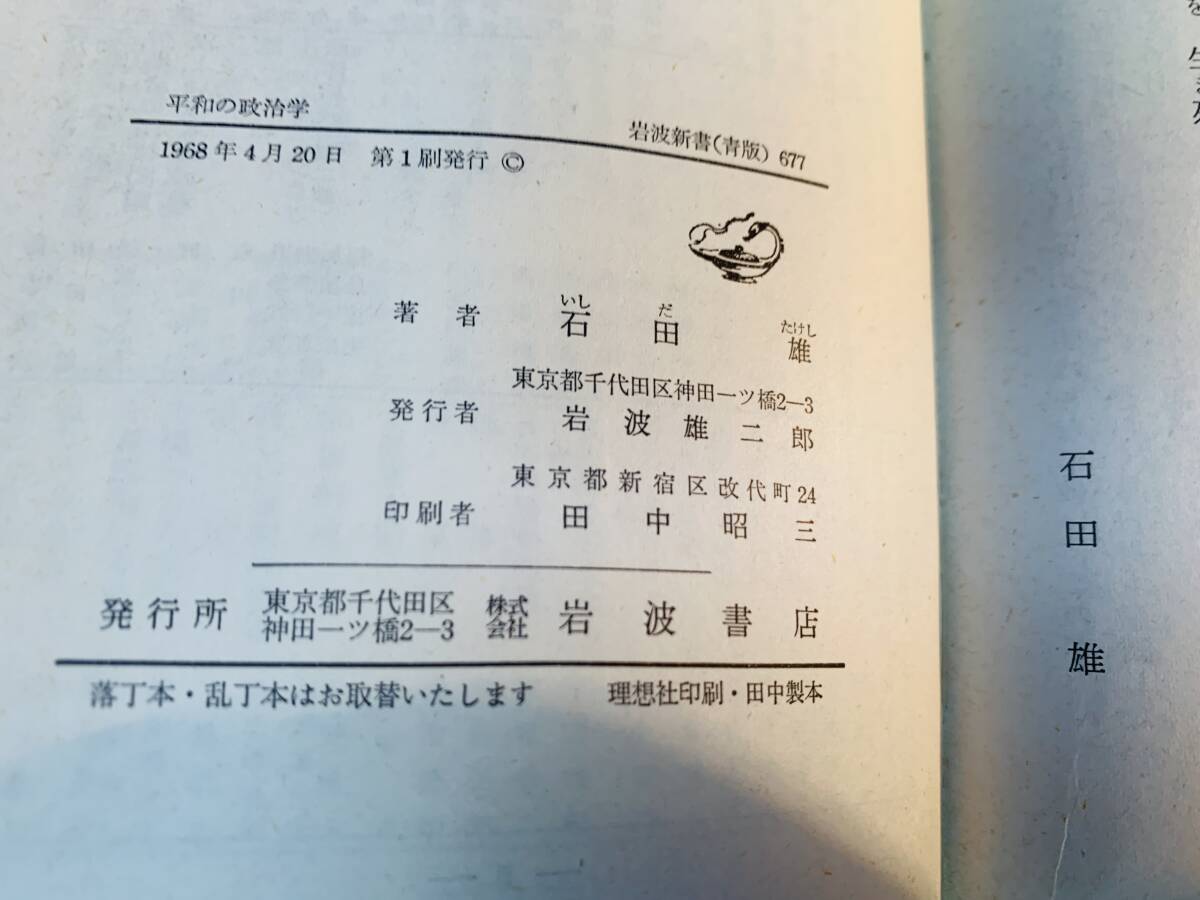 平和の政治学
岩波新書(青版) 677
1968年4月20日 第1刷発行 ©
いし だ たけし
著者 石田 雄
東京都千代田区神田一ツ橋2―3
発行者 岩波雄二郎
東京都新宿区改代町24
印刷者 田中昭三
発行所 東京都千代田区神田一ツ橋2―3 株式会社 岩波書店
落丁本・乱丁本はお取替いたします 理想社印刷・田中製本
石田 雄